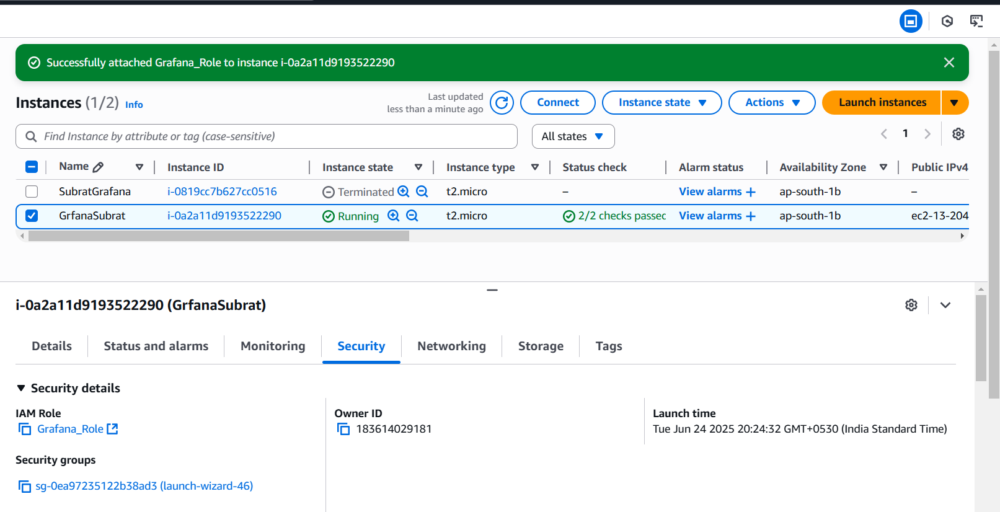 Successfully attached Grafana_Role to instance i-0a2a11d9193522290
Instances (1/2) Info
Last updated
less than a minute ago
Connect
Instance state
Actions
Launch instances
Find Instance by attribute or tag (case-sensitive)
All states
1
Name Instance ID Instance state Instance type Status check Alarm status Availability Zone Public IPv4
SubratGrafana i-0819cc7b627cc0516 Terminated t2.micro – View alarms + ap-south-1b –
GrfanaSubrat i-0a2a11d9193522290 Running t2.micro 2/2 checks passec View alarms + ap-south-1b ec2-13-204
i-0a2a11d9193522290 (GrfanaSubrat)
Details Status and alarms Monitoring Security Networking Storage Tags
Security details
IAM Role
Grafana_Role
Owner ID
183614029181
Launch time
Tue Jun 24 2025 20:24:32 GMT+0530 (India Standard Time)
Security groups
sg-0ea97235122b38ad3 (launch-wizard-46)